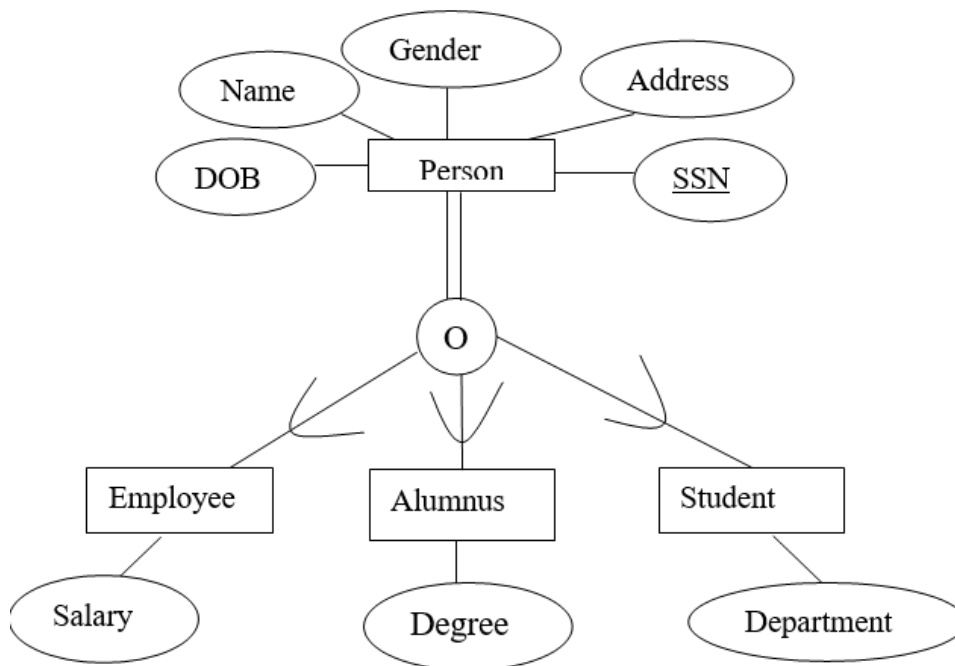 Gender
Name
Address
DOB
Person
SSN
O
Employee
Alumnus
Student
Salary
Degree
Department